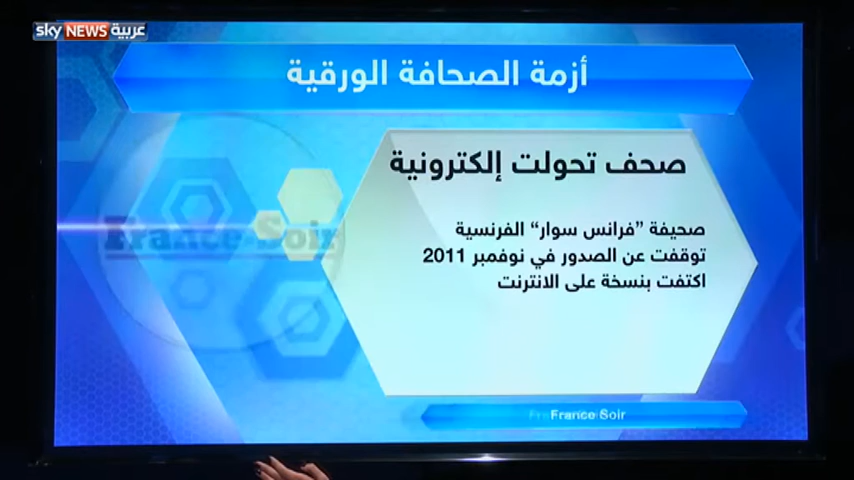 sky NEWS عربية
أزمة الصحافة الورقية
صحف تحولت إلكترونية
صحيفة "فرانس سوار" الفرنسية
توقفت عن الصدور في نوفمبر 2011
اكتفت بنسخة على الانترنت
France-Soir
France Soir